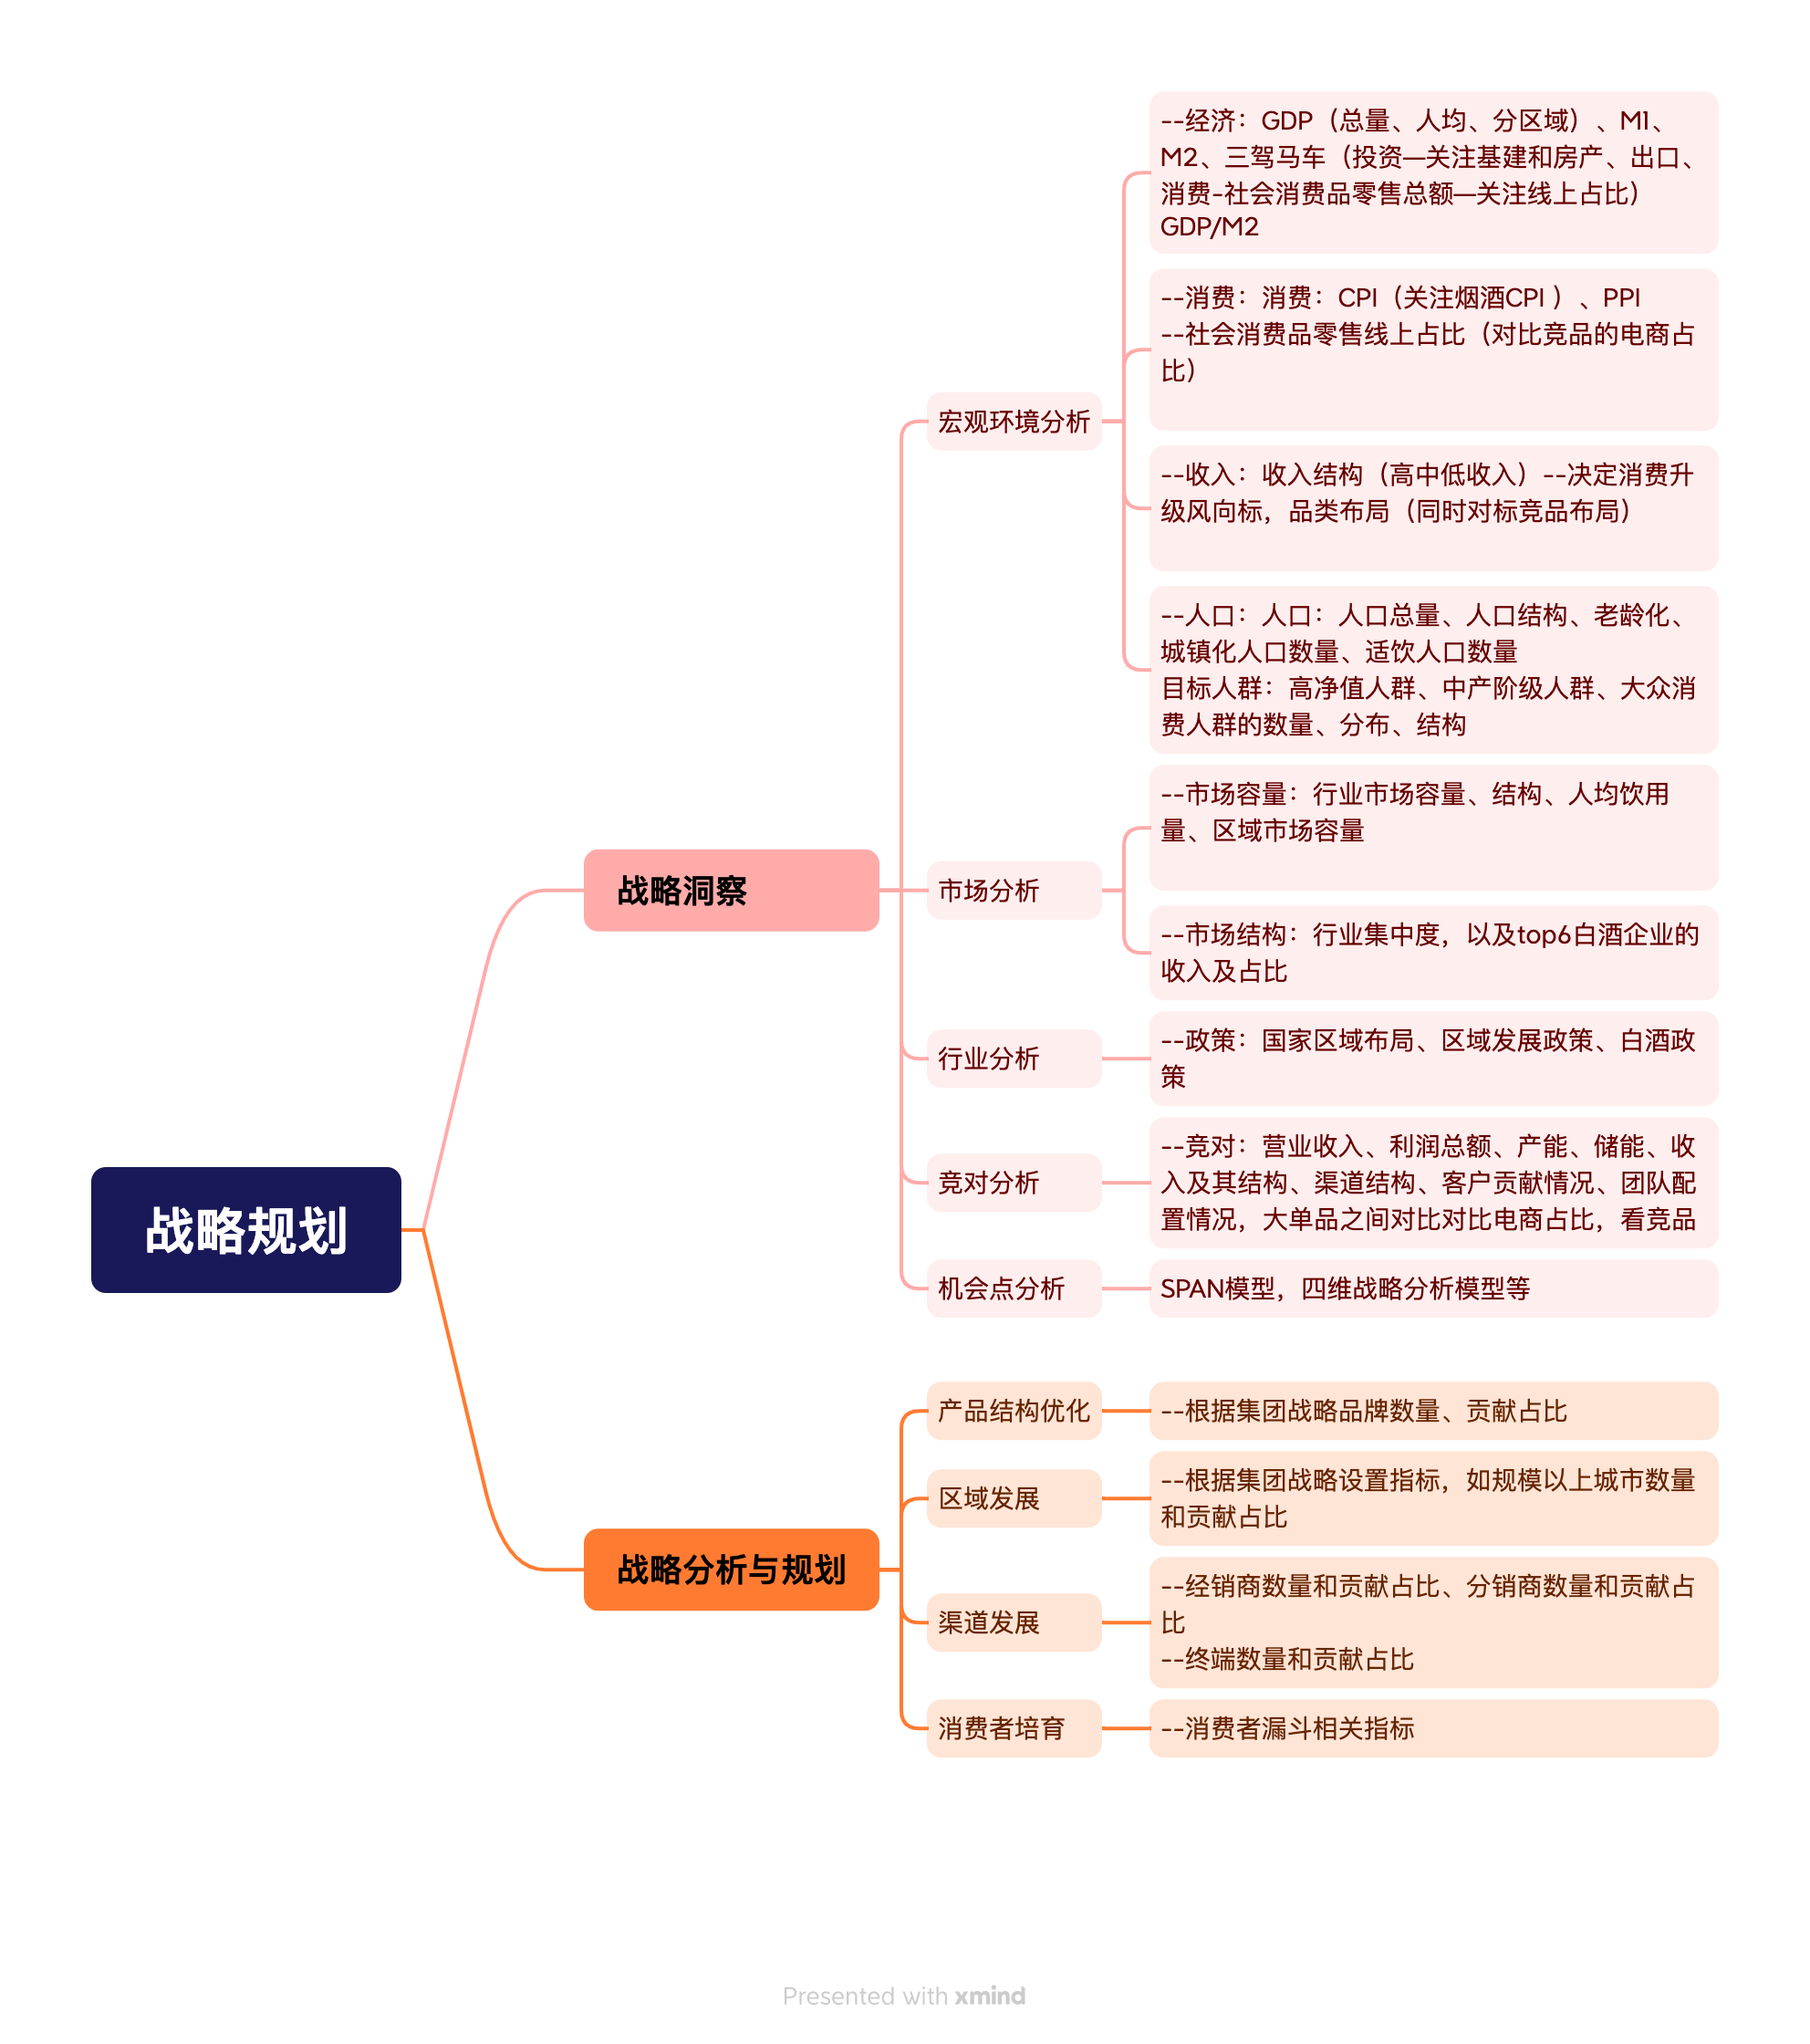 --经济：GDP（总量、人均、分区域）、M1、
M2、三驾马车（投资—关注基建和房产、出口、
消费-社会消费品零售总额—关注线上占比）
GDP/M2
--消费：消费：CPI（关注烟酒CPI ）、PPI
--社会消费品零售线上占比（对比竞品的电商占
比）
宏观环境分析
--收入：收入结构（高中低收入）--决定消费升
级风向标，品类布局（同时对标竞品布局）
--人口：人口：人口总量、人口结构、老龄化、
城镇化人口数量、适饮人口数量
目标人群：高净值人群、中产阶级人群、大众消
费人群的数量、分布、结构
--市场容量：行业市场容量、结构、人均饮用
量、区域市场容量
战略洞察
市场分析
--市场结构：行业集中度，以及top6白酒企业的
收入及占比
行业分析
--政策：国家区域布局、区域发展政策、白酒政
策
竞对分析
--竞对：营业收入、利润总额、产能、储能、收
入及其结构、渠道结构、客户贡献情况、团队配
置情况，大单品之间对比对比电商占比，看竞品
战略规划
机会点分析
SPAN模型，四维战略分析模型等
产品结构优化
--根据集团战略品牌数量、贡献占比
区域发展
--根据集团战略设置指标，如规模以上城市数量
和贡献占比
战略分析与规划
渠道发展
--经销商数量和贡献占比、分销商数量和贡献占
比
--终端数量和贡献占比
消费者培育
--消费者漏斗相关指标
Presented with xmind